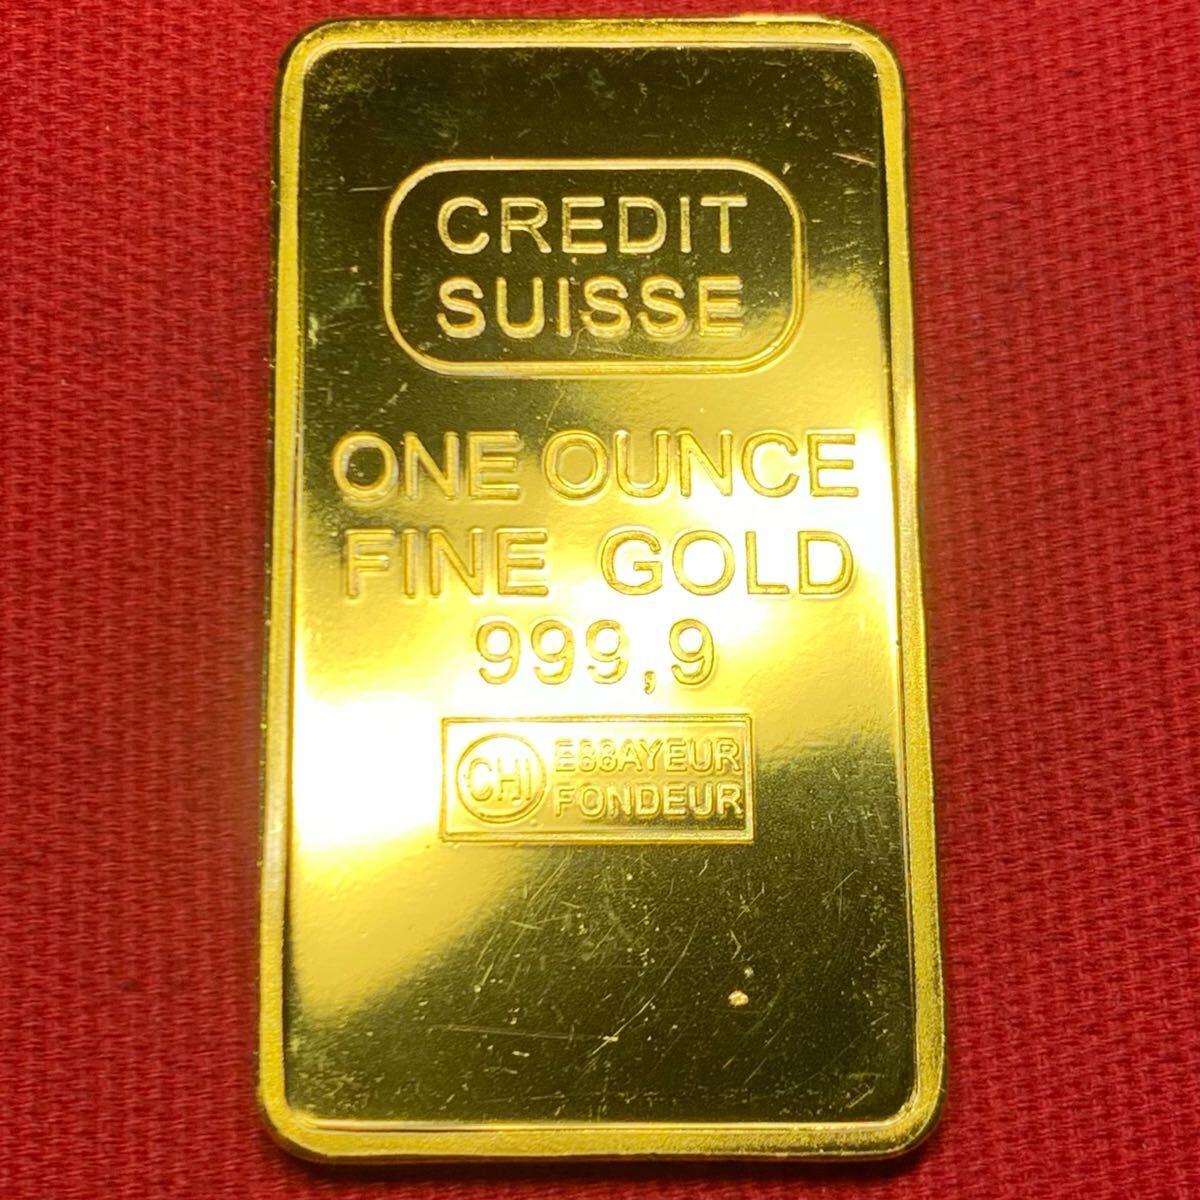 CREDIT
SUISSE
ONE OUNCE
FINE GOLD
999,9
CHI
E88AYEUR
FONDEUR